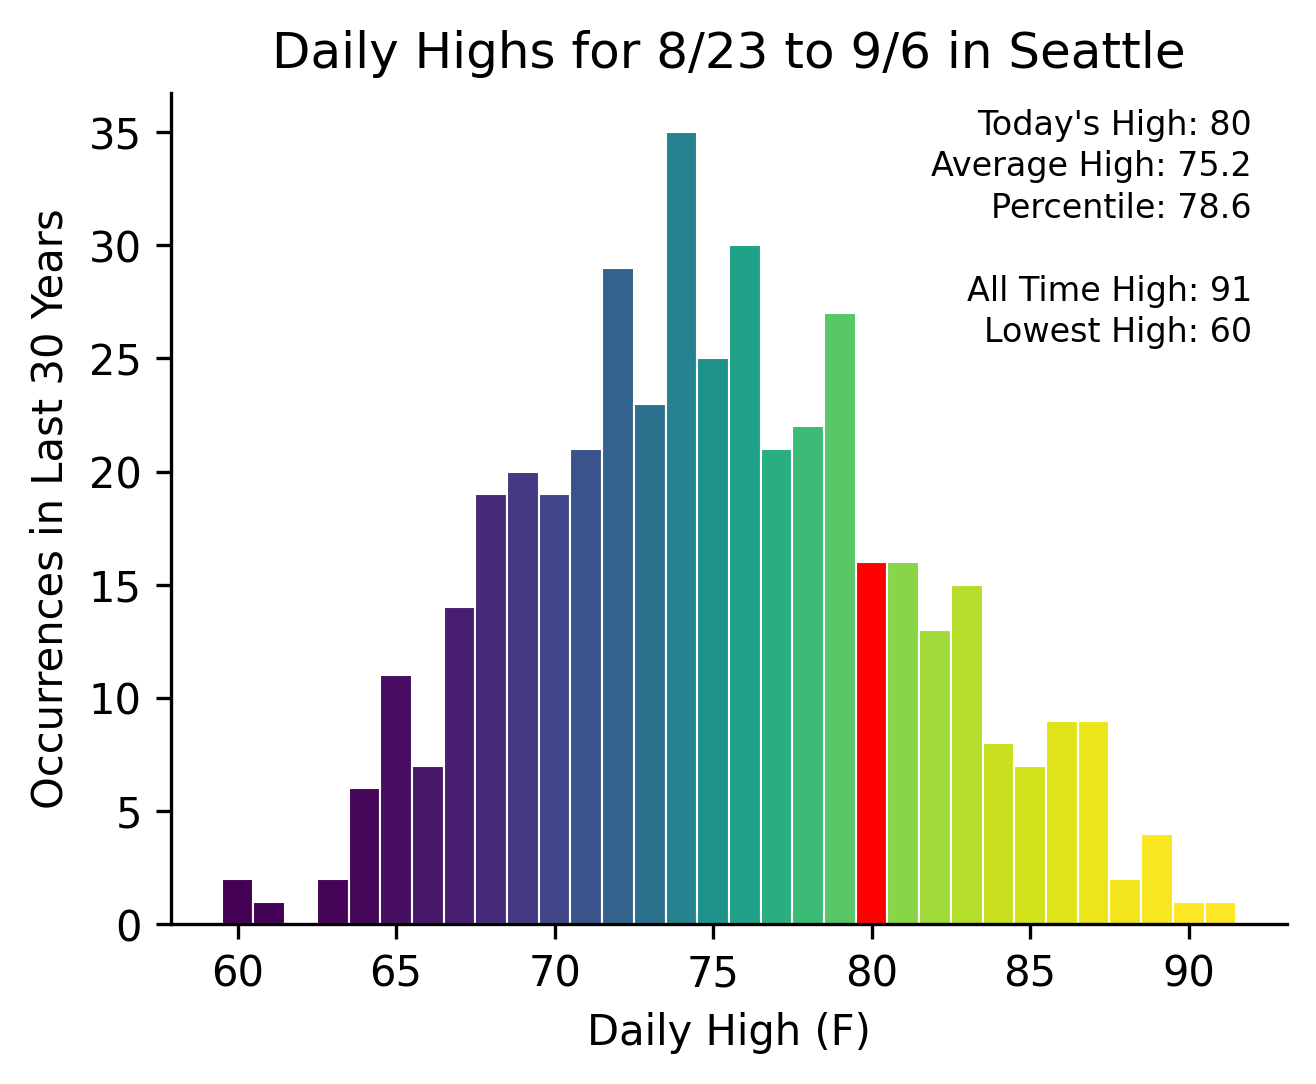 Daily Highs for 8/23 to 9/6 in Seattle
Today's High: 80
Average High: 75.2
Percentile: 78.6
All Time High: 91
Lowest High: 60
Occurrences in Last 30 Years
35
30
25
20
15
10
5
0
60 65 70 75 80 85 90
Daily High (F)